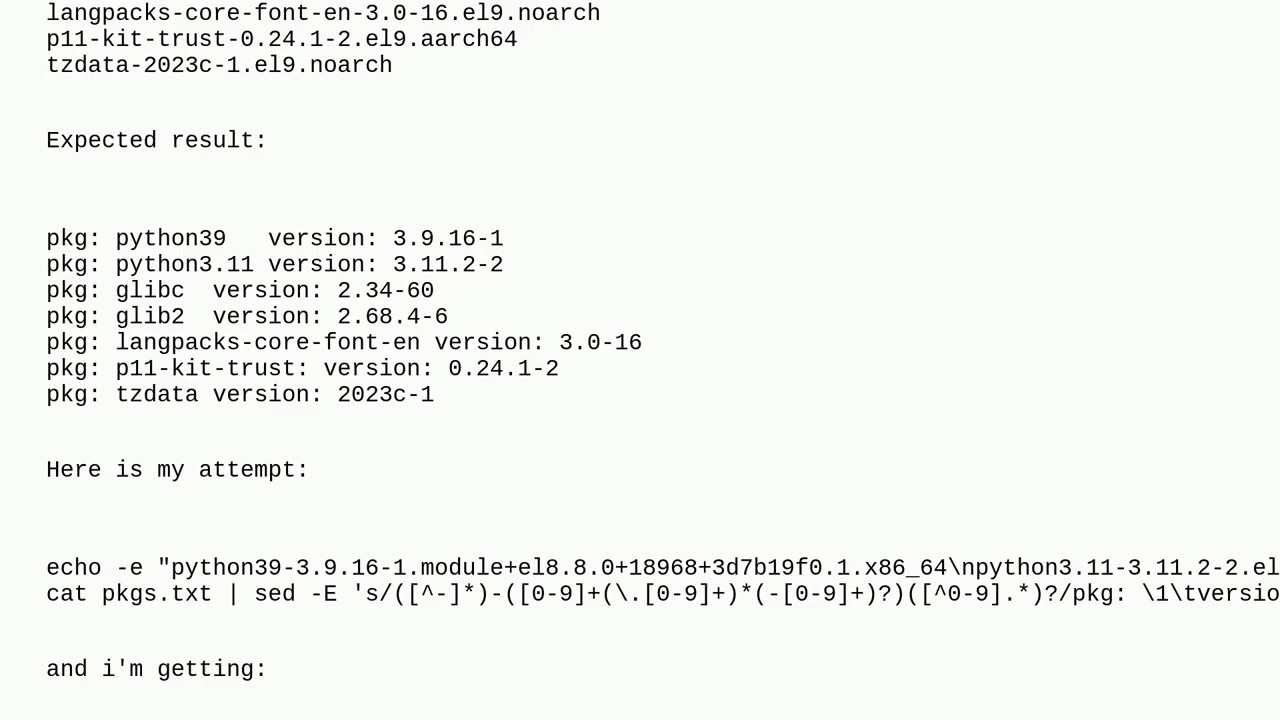 langpacks-core-font-en-3.0-16.el9.noarch
p11-kit-trust-0.24.1-2.el9.aarch64
tzdata-2023c-1.el9.noarch
Expected result:
pkg: python39   version: 3.9.16-1
pkg: python3.11 version: 3.11.2-2
pkg: glibc  version: 2.34-60
pkg: glib2  version: 2.68.4-6
pkg: langpacks-core-font-en version: 3.0-16
pkg: p11-kit-trust: version: 0.24.1-2
pkg: tzdata version: 2023c-1
Here is my attempt:
echo -e "python39-3.9.16-1.module+el8.8.0+18968+3d7b19f0.1.x86_64\npython3.11-3.11.2-2.el
cat pkgs.txt | sed -E 's/([^-]*)-([0-9]+(\.[0-9]+)*(-[0-9]+)?)([^0-9].*)?/pkg: \1\tversio
and i'm getting: